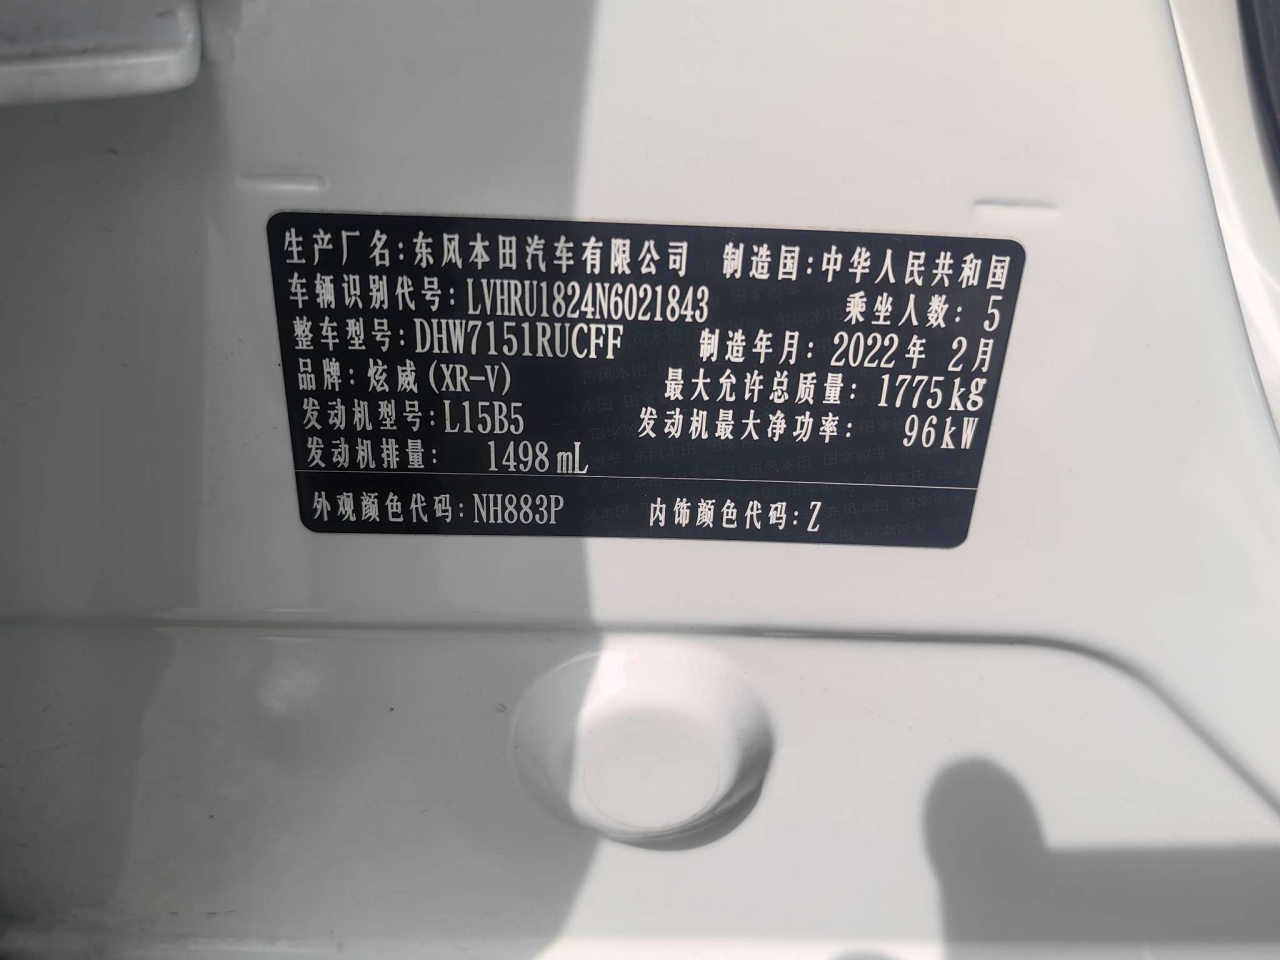 生产厂名:东风本田汽车有限公司 制造国:中华人民共和国
车辆识别代号:LVHRU1824N6021843 乘坐人数: 5
整车型号:DHW7151RUCFF 制造年月:2022年 2月
品牌:炫威(XR-V) 最大允许总质量: 1775kg
发动机型号:L15B5 发动机最大净功率: 96kW
发动机排量: 1498mL
外观颜色代码:NH883P 内饰颜色代码:Z